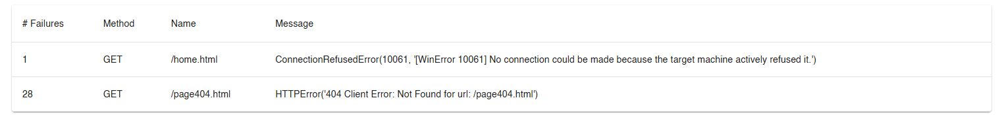 # Failures Method Name Message
1 GET /home.html ConnectionRefusedError(10061, '[WinError 10061] No connection could be made because the target machine actively refused it.')
28 GET /page404.html HTTPError('404 Client Error: Not Found for url: /page404.html')